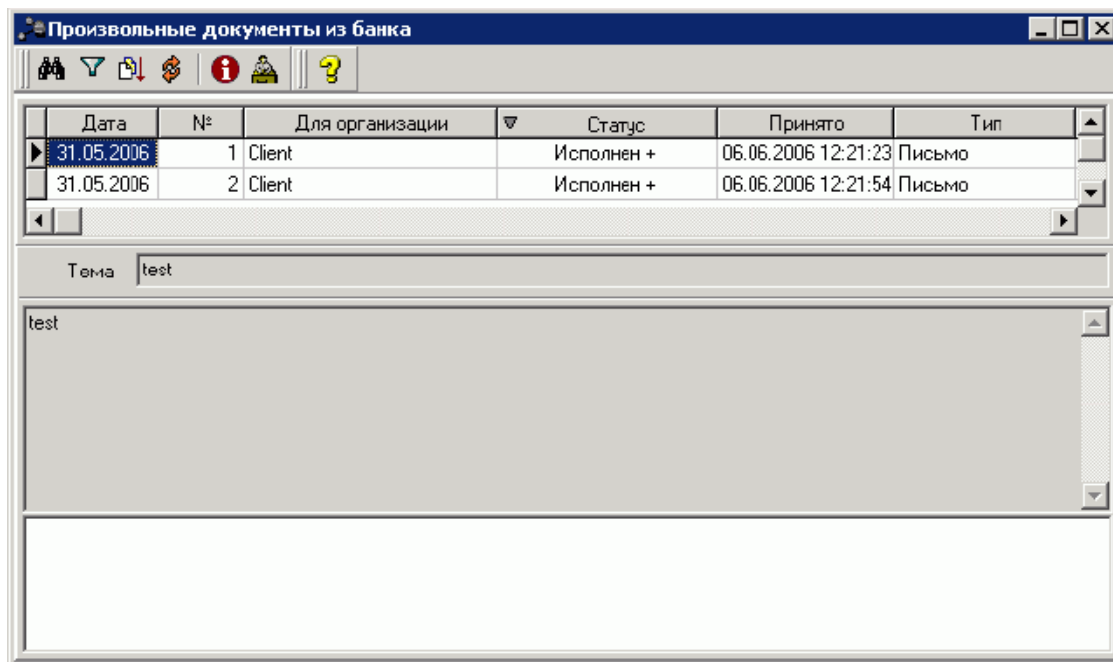 Произвольные документы из банка
Дата № Для организации Статус Принято Тип
31.05.2006 1 Client Исполнен + 06.06.2006 12:21:23 Письмо
31.05.2006 2 Client Исполнен + 06.06.2006 12:21:54 Письмо
Тема test
test